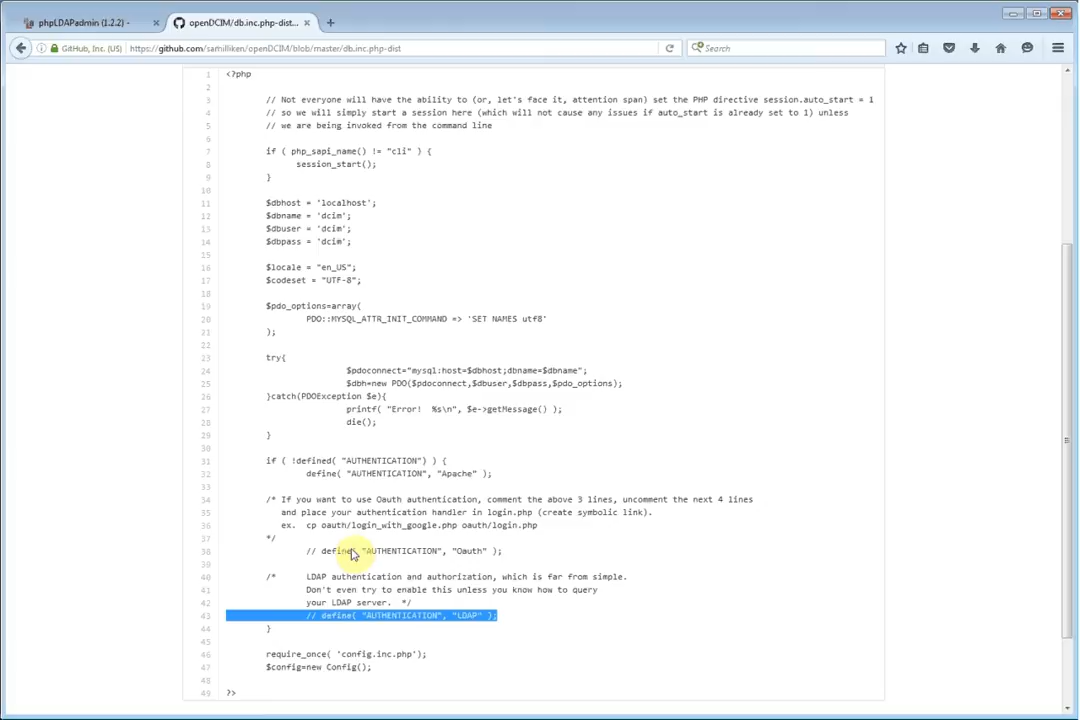 phpLDAPadmin (1.2.2) -
openDCIM/db.inc.php-dist...
GitHub, Inc. (US)
https://github.com/samilliken/openDCIM/blob/master/db.inc.php-dist
Search
1 <?php
2
3 // Not everyone will have the ability to (or, let's face it, attention span) set the PHP directive session.auto_start = 1
4 // so we will simply start a session here (which will not cause any issues if auto_start is already set to 1) unless
5 // we are being invoked from the command line
6
7 if ( php_sapi_name() != "cli" ) {
8 session_start();
9 }
10
11 $dbhost = 'localhost';
12 $dbname = 'dcim';
13 $dbuser = 'dcim';
14 $dbpass = 'dcim';
15
16 $locale = "en_US";
17 $codeset = "UTF-8";
18
19 $pdo_options=array(
20 PDO::MYSQL_ATTR_INIT_COMMAND => 'SET NAMES utf8'
21 );
22
23 try{
24 $pdoconnect="mysql:host=$dbhost;dbname=$dbname";
25 $dbh=new PDO($pdoconnect,$dbuser,$dbpass,$pdo_options);
26 }catch(PDOException $e){
27 printf( "Error! %s\n", $e->getMessage() );
28 die();
29 }
30
31 if ( !defined( "AUTHENTICATION") ) {
32 define( "AUTHENTICATION", "Apache" );
33
34 /* If you want to use Oauth authentication, comment the above 3 lines, uncomment the next 4 lines
35 and place your authentication handler in login.php (create symbolic link).
36 ex. cp oauth/login_with_google.php oauth/login.php
37 */
38 // define( "AUTHENTICATION", "Oauth" );
39
40 /* LDAP authentication and authorization, which is far from simple.
41 Don't even try to enable this unless you know how to query
42 your LDAP server. */
43 // define( "AUTHENTICATION", "LDAP" );
44 }
45
46 require_once( 'config.inc.php');
47 $config=new Config();
48
49 ?>